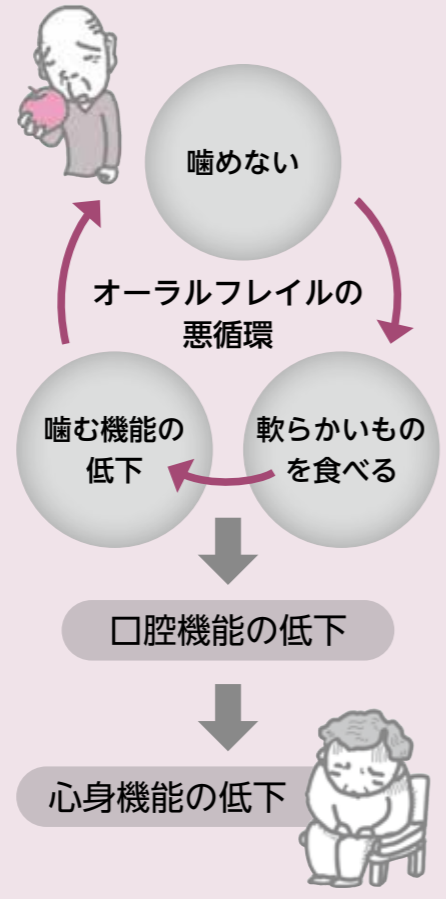 噛めない
オーラルフレイルの
悪循環
軟らかいもの
を食べる
噛む機能の
低下
口腔機能の低下
心身機能の低下